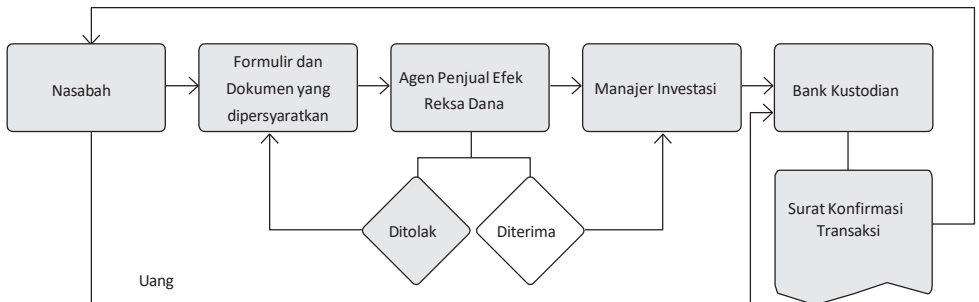 Nasabah
Formulir dan
Dokumen yang
dipersyaratkan
Agen Penjual Efek
Reksa Dana
Manajer Investasi
Bank Kustodian
Ditolak
Diterima
Surat Konfirmasi
Transaksi
Uang